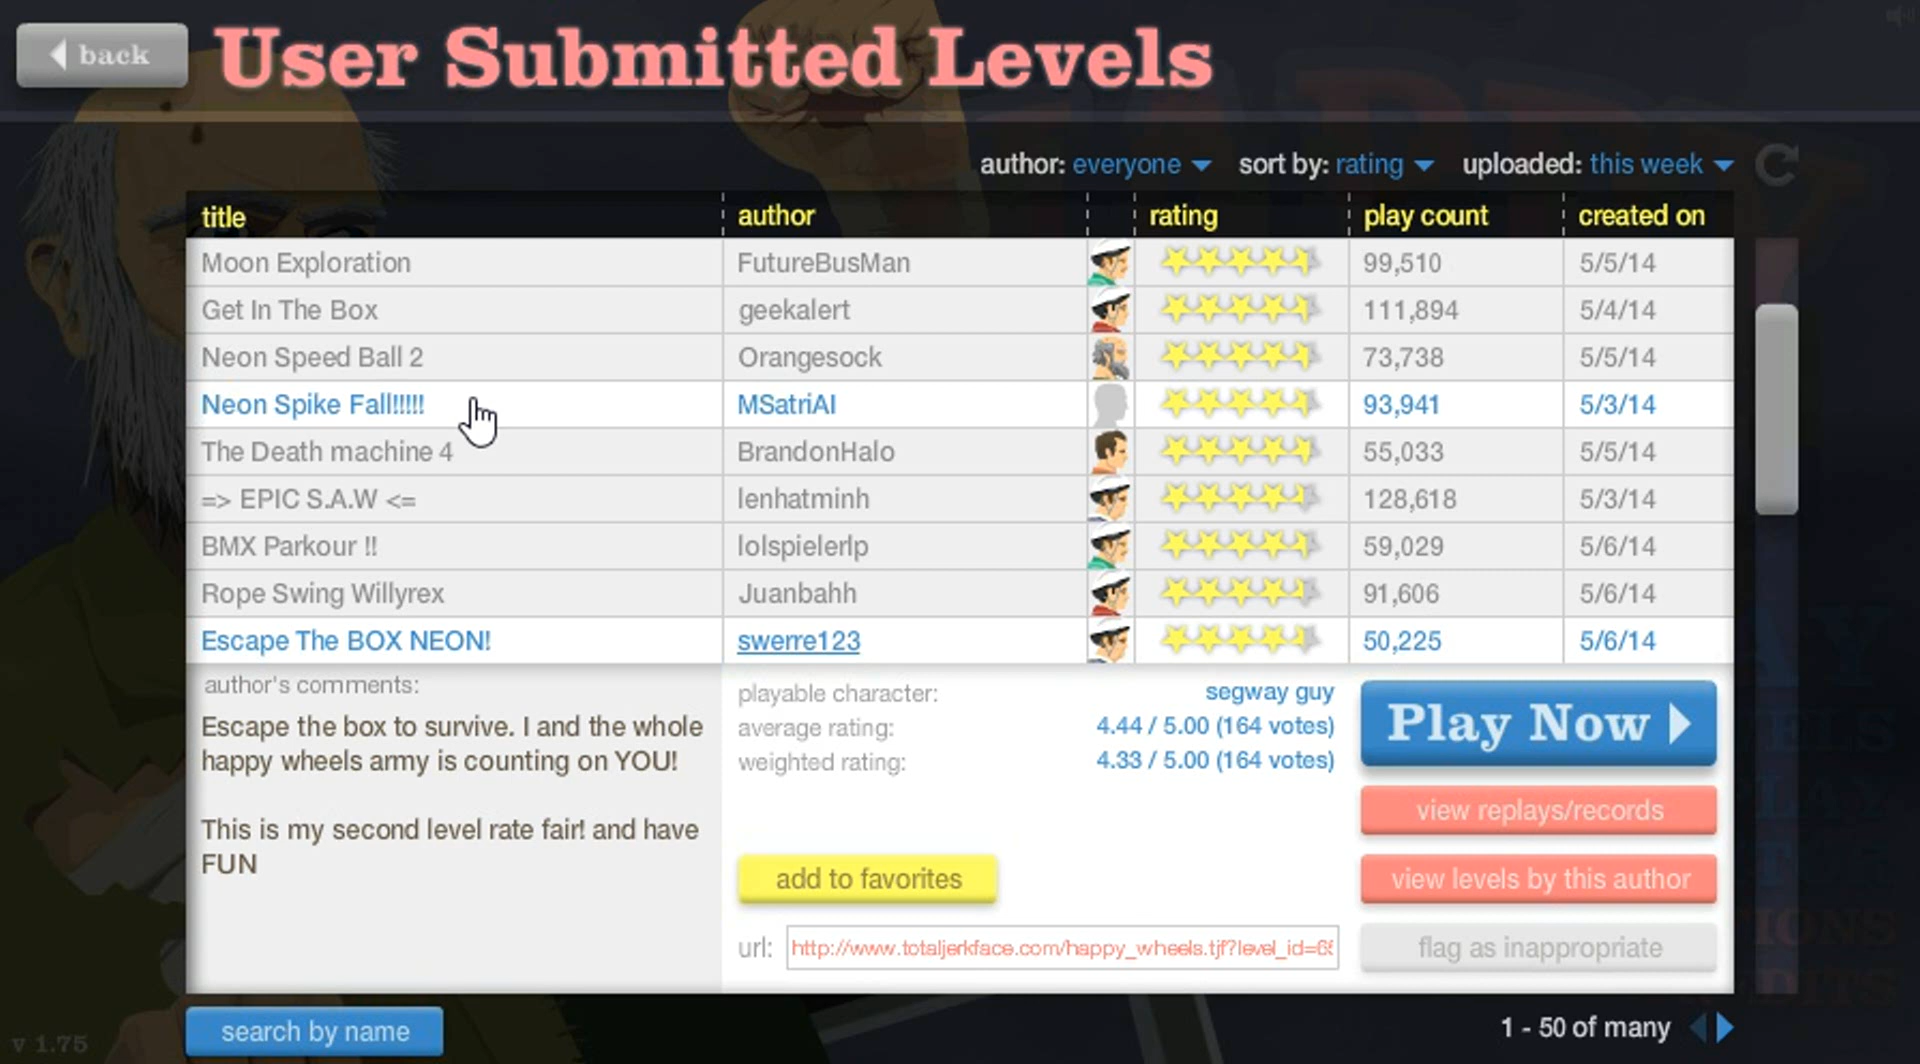 back
User Submitted Levels
author: everyone sort by: rating uploaded: this week
title author rating play count created on
Moon Exploration FutureBusMan 99,510 5/5/14
Get In The Box geekalert 111,894 5/4/14
Neon Speed Ball 2 Orangesock 73,738 5/5/14
Neon Spike Fall!!!!! MSatriAl 93,941 5/3/14
The Death machine 4 BrandonHalo 55,033 5/5/14
=> EPIC S.A.W <= lenhatminh 128,618 5/3/14
BMX Parkour !! lolspielerlp 59,029 5/6/14
Rope Swing Willyrex Juanbahh 91,606 5/6/14
Escape The BOX NEON! swerre123 50,225 5/6/14
author's comments:
Escape the box to survive. I and the whole
happy wheels army is counting on YOU!
This is my second level rate fair! and have
FUN
playable character: segway guy
average rating: 4.44 / 5.00 (164 votes)
weighted rating: 4.33 / 5.00 (164 votes)
add to favorites
url: http://www.totaljerkface.com/happy_wheels.tjf?level_id=6
Play Now
view replays/records
view levels by this author
flag as inappropriate
search by name
1 - 50 of many
v 1.75